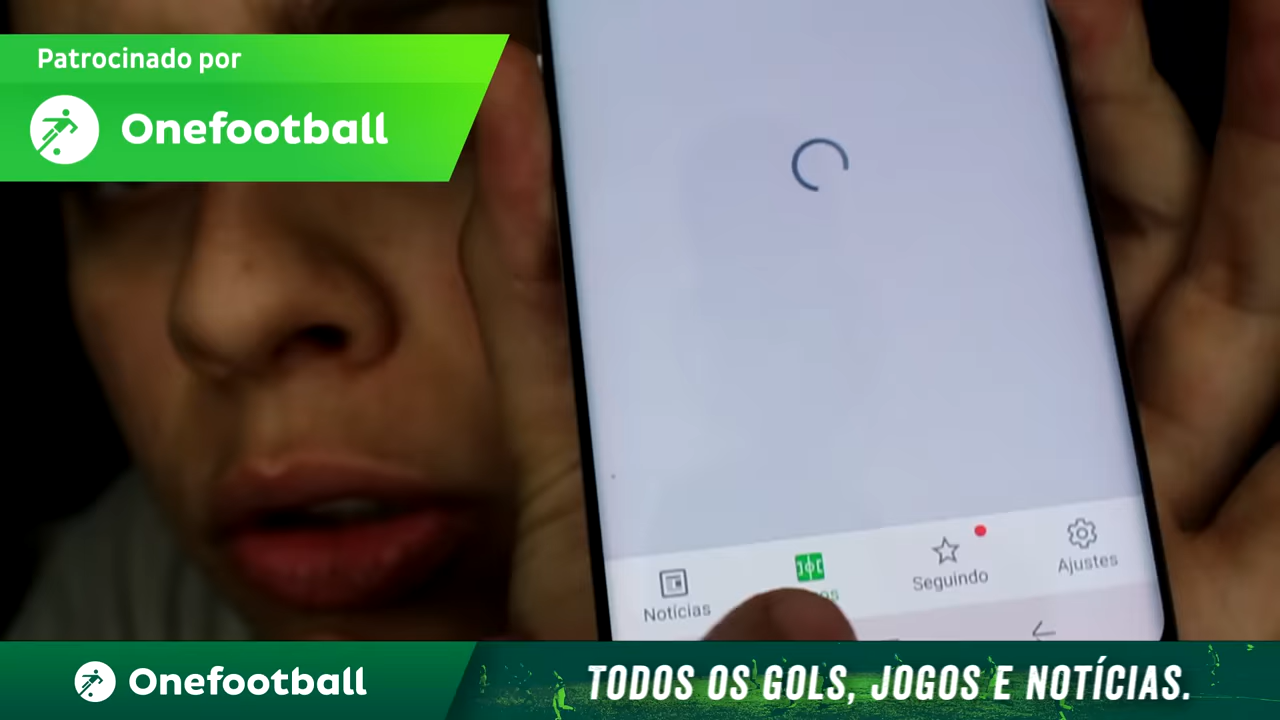 Patrocinado por
Onefootball
Notícias
Seguindo
Ajustes
Onefootball
TODOS OS GOLS, JOGOS E NOTÍCIAS.